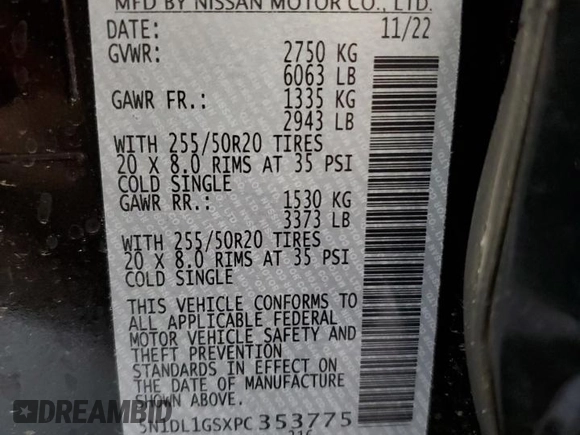 MFD BY NISSAN MOTOR CO., LTD.
DATE: 11/22
GVWR: 2750 KG
6063 LB
GAWR FR.: 1335 KG
2943 LB
WITH 255/50R20 TIRES
20 X 8.0 RIMS AT 35 PSI
COLD SINGLE
GAWR RR.: 1530 KG
3373 LB
WITH 255/50R20 TIRES
20 X 8.0 RIMS AT 35 PSI
COLD SINGLE
THIS VEHICLE CONFORMS TO
ALL APPLICABLE FEDERAL
MOTOR VEHICLE SAFETY AND
THEFT PREVENTION
STANDARDS IN EFFECT ON
THE DATE OF MANUFACTURE
SHOWN ABOVE.
5N1DL1GSXPC353775
DREAMBID